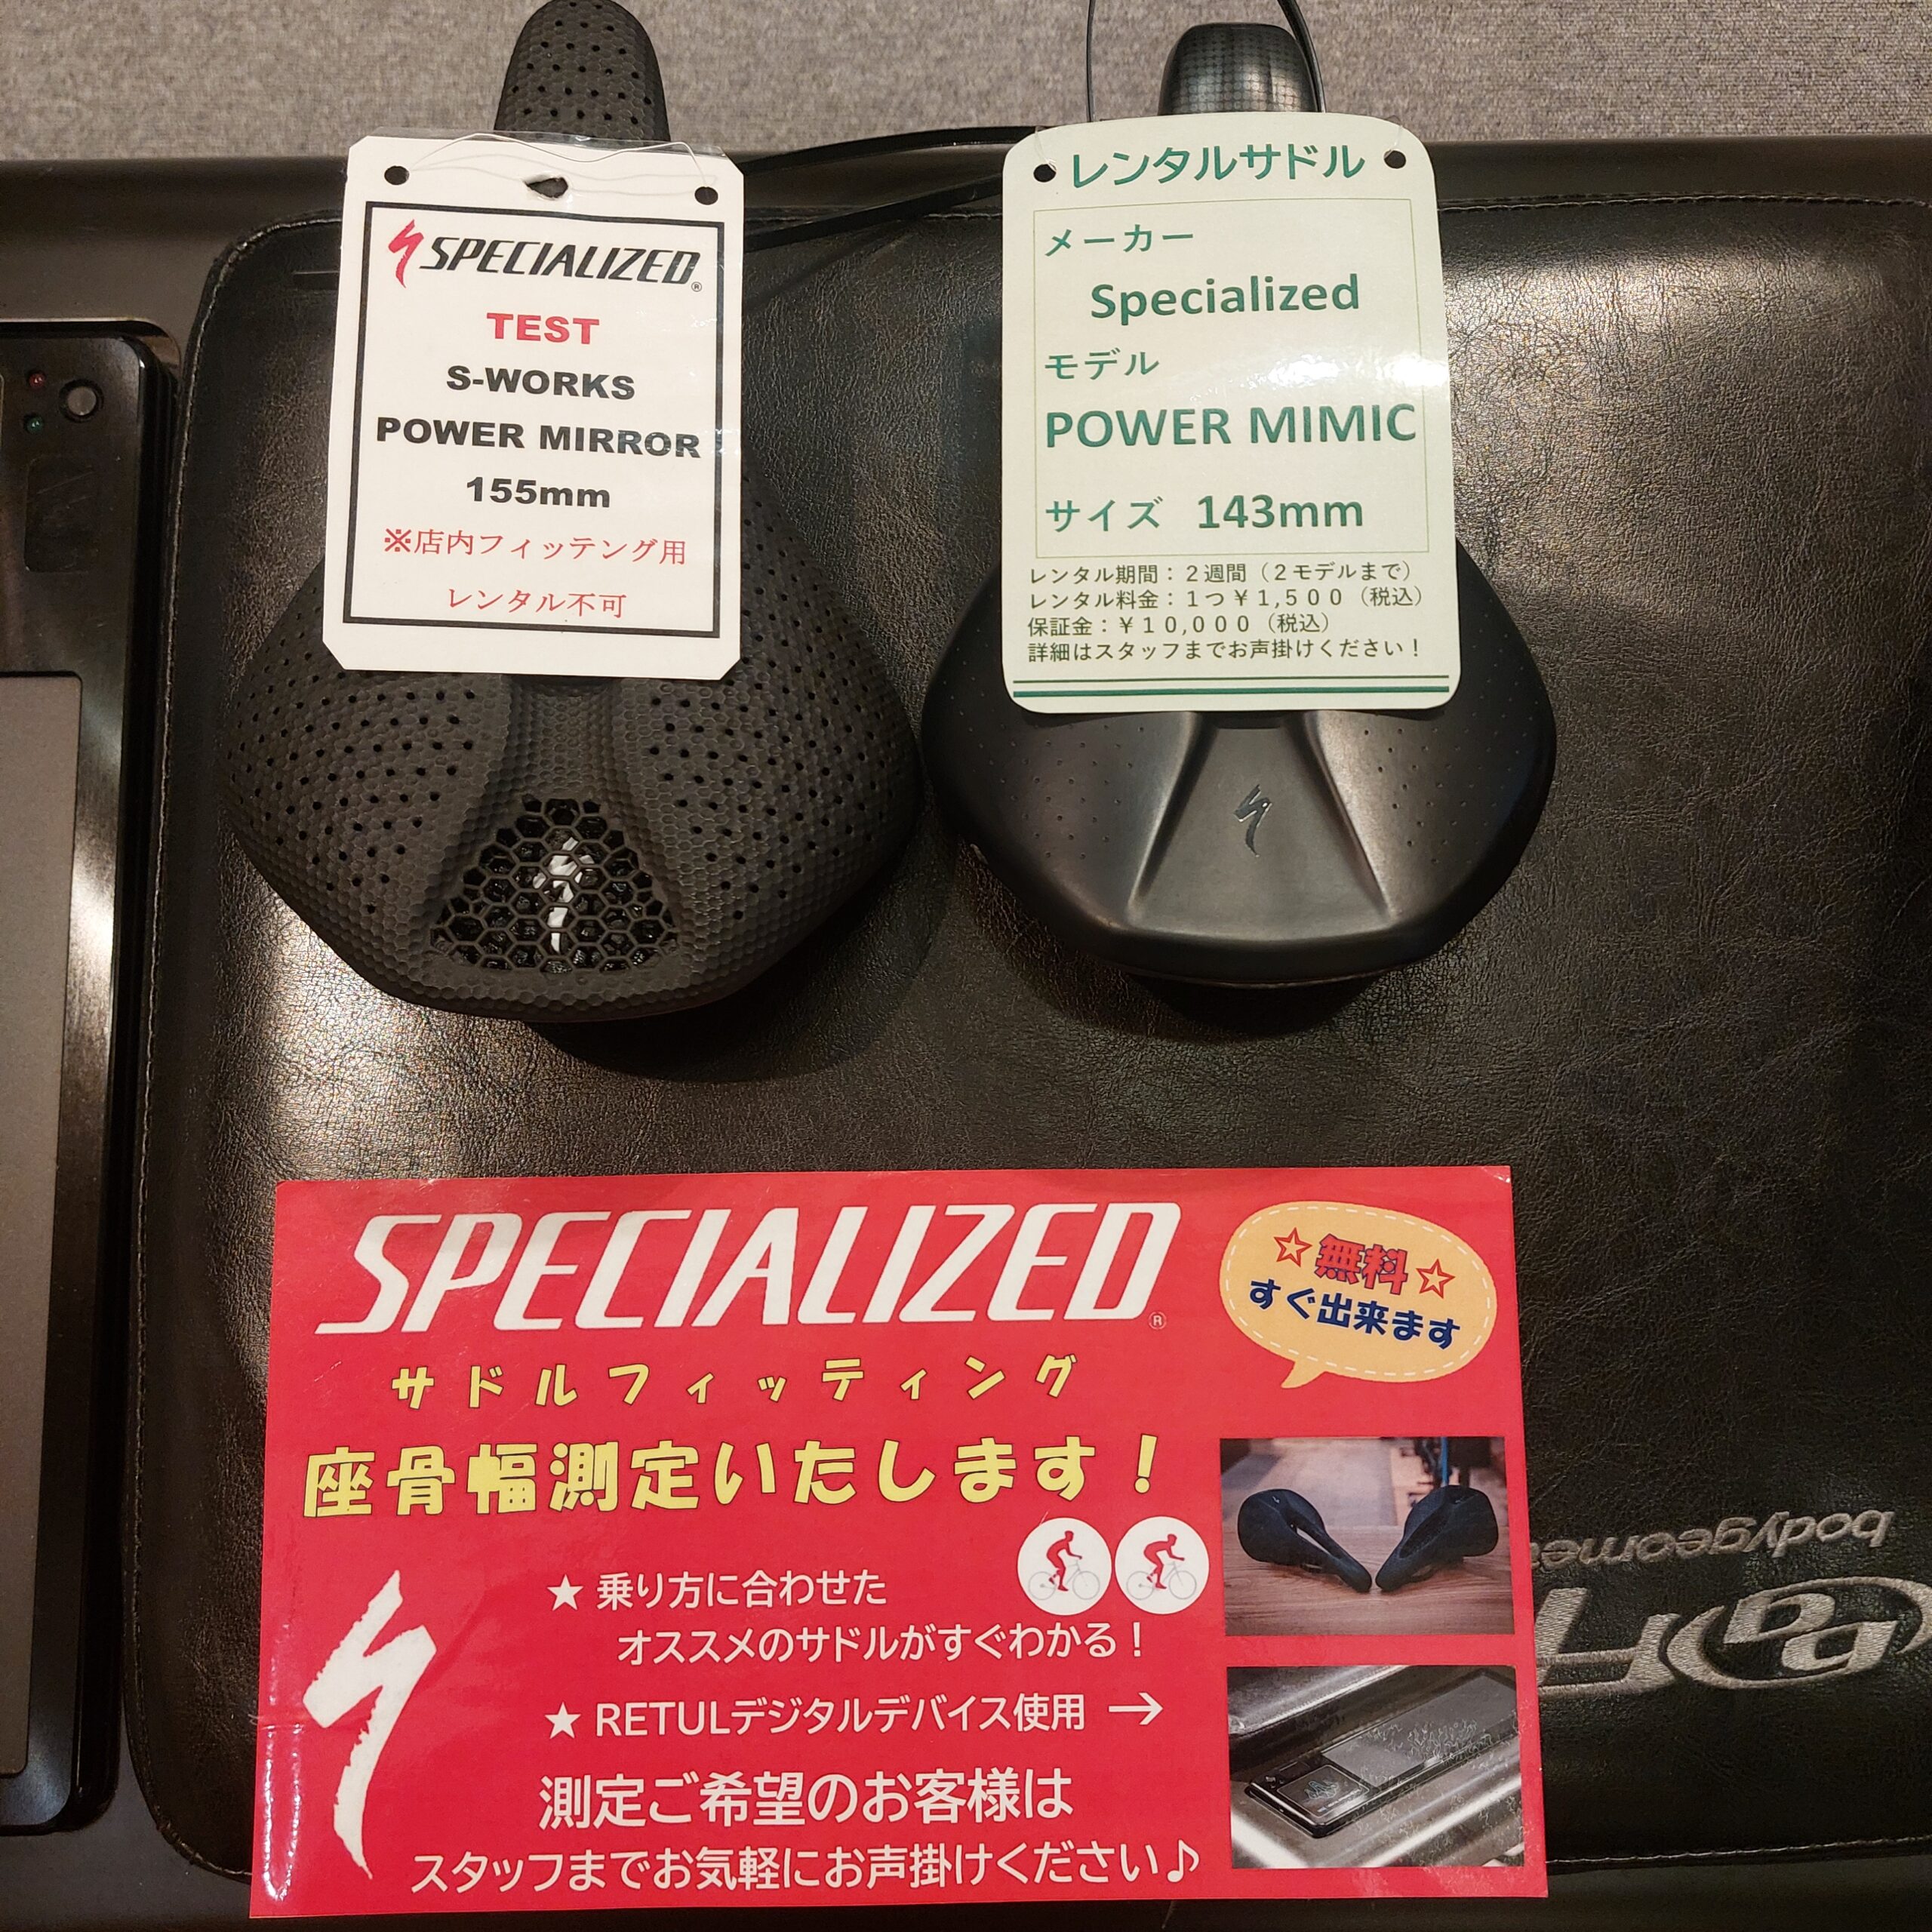 SPECIALIZED®
TEST
S-WORKS
POWER MIRROR
155mm
※店内フィッテング用
レンタル不可
レンタルサドル
メーカー
Specialized
モデル
POWER MIMIC
サイズ 143mm
レンタル期間：２週間（２モデルまで）
レンタル料金：１つ￥１,５００（税込）
保証金：￥１０,０００（税込）
詳細はスタッフまでお声掛けください！
SPECIALIZED®
☆無料☆
すぐ出来ます
サドルフィッティング
座骨幅測定いたします！
★ 乗り方に合わせた
オススメのサドルがすぐわかる！
★ RETULデジタルデバイス使用 →
測定ご希望のお客様は
スタッフまでお気軽にお声掛けください♪